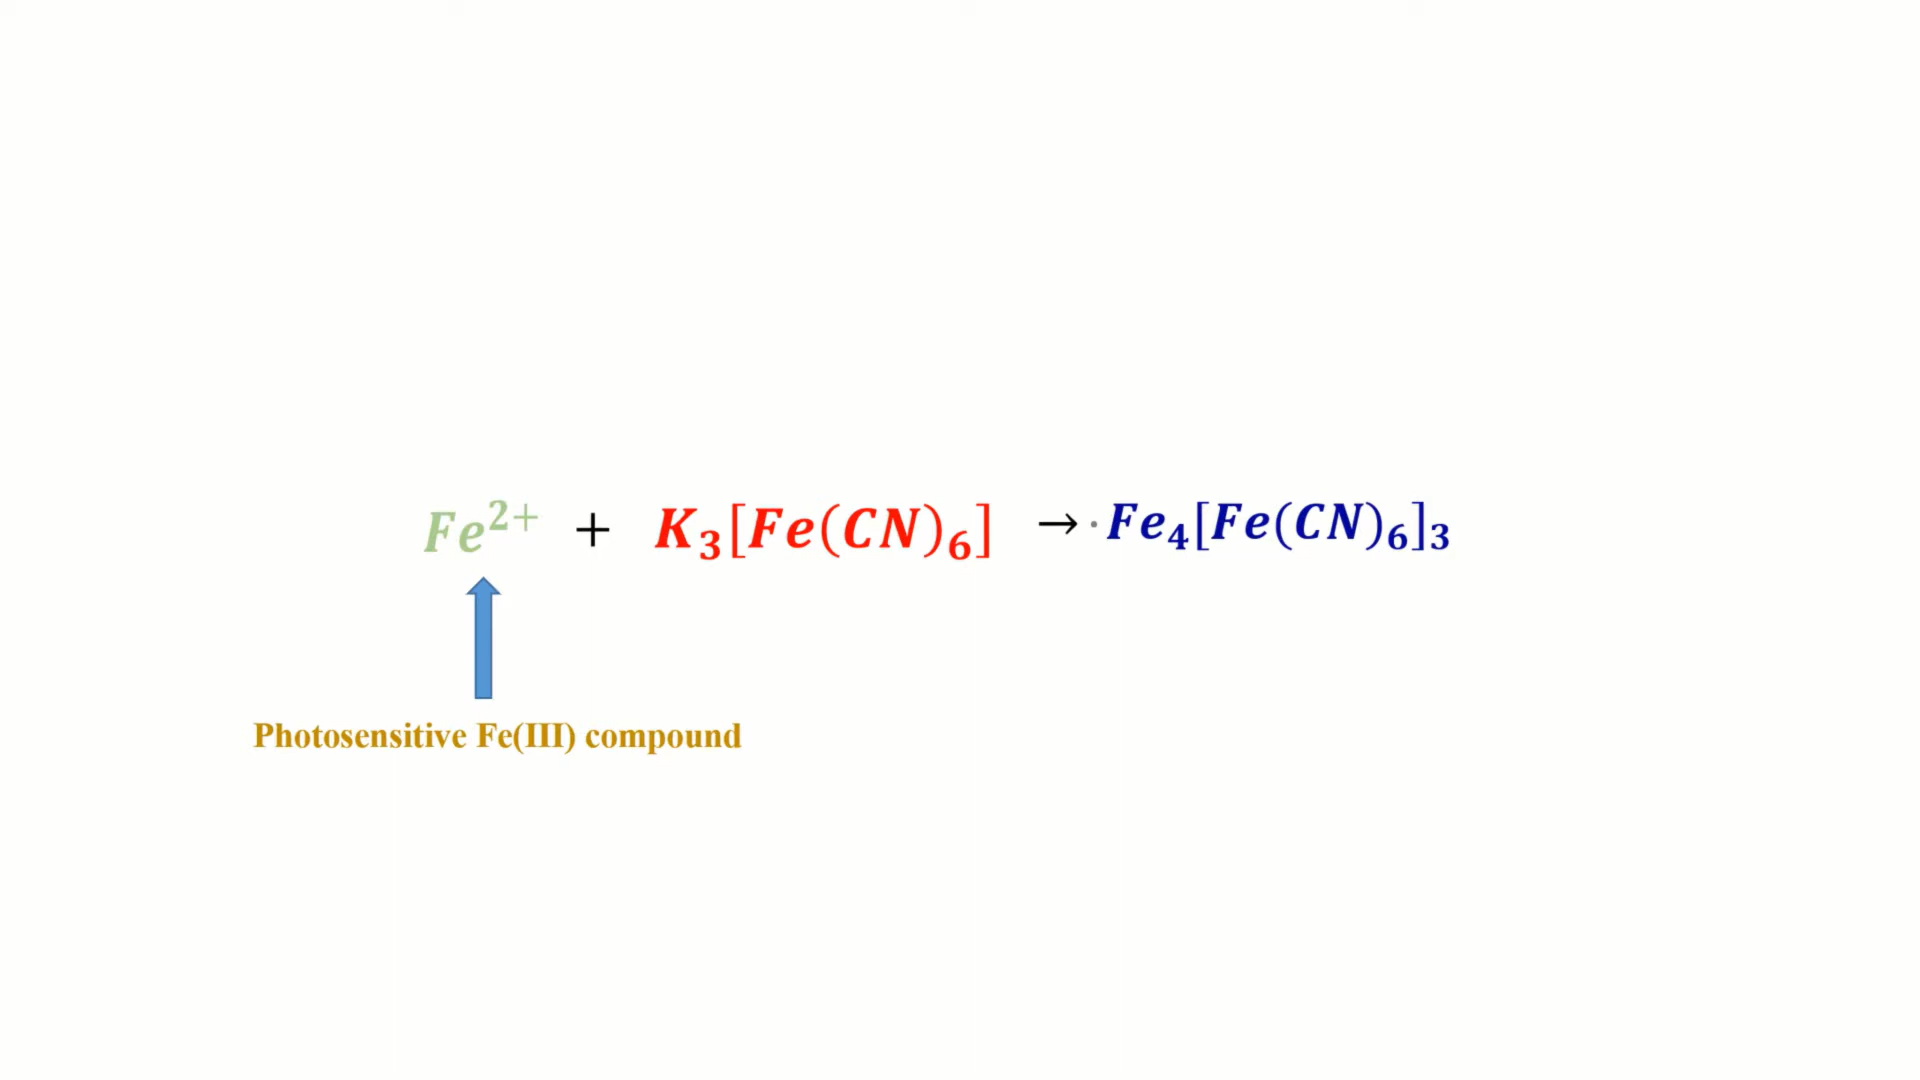 Fe²⁺ + K₃[Fe(CN)₆] → · Fe₄[Fe(CN)₆]₃
Photosensitive Fe(III) compound